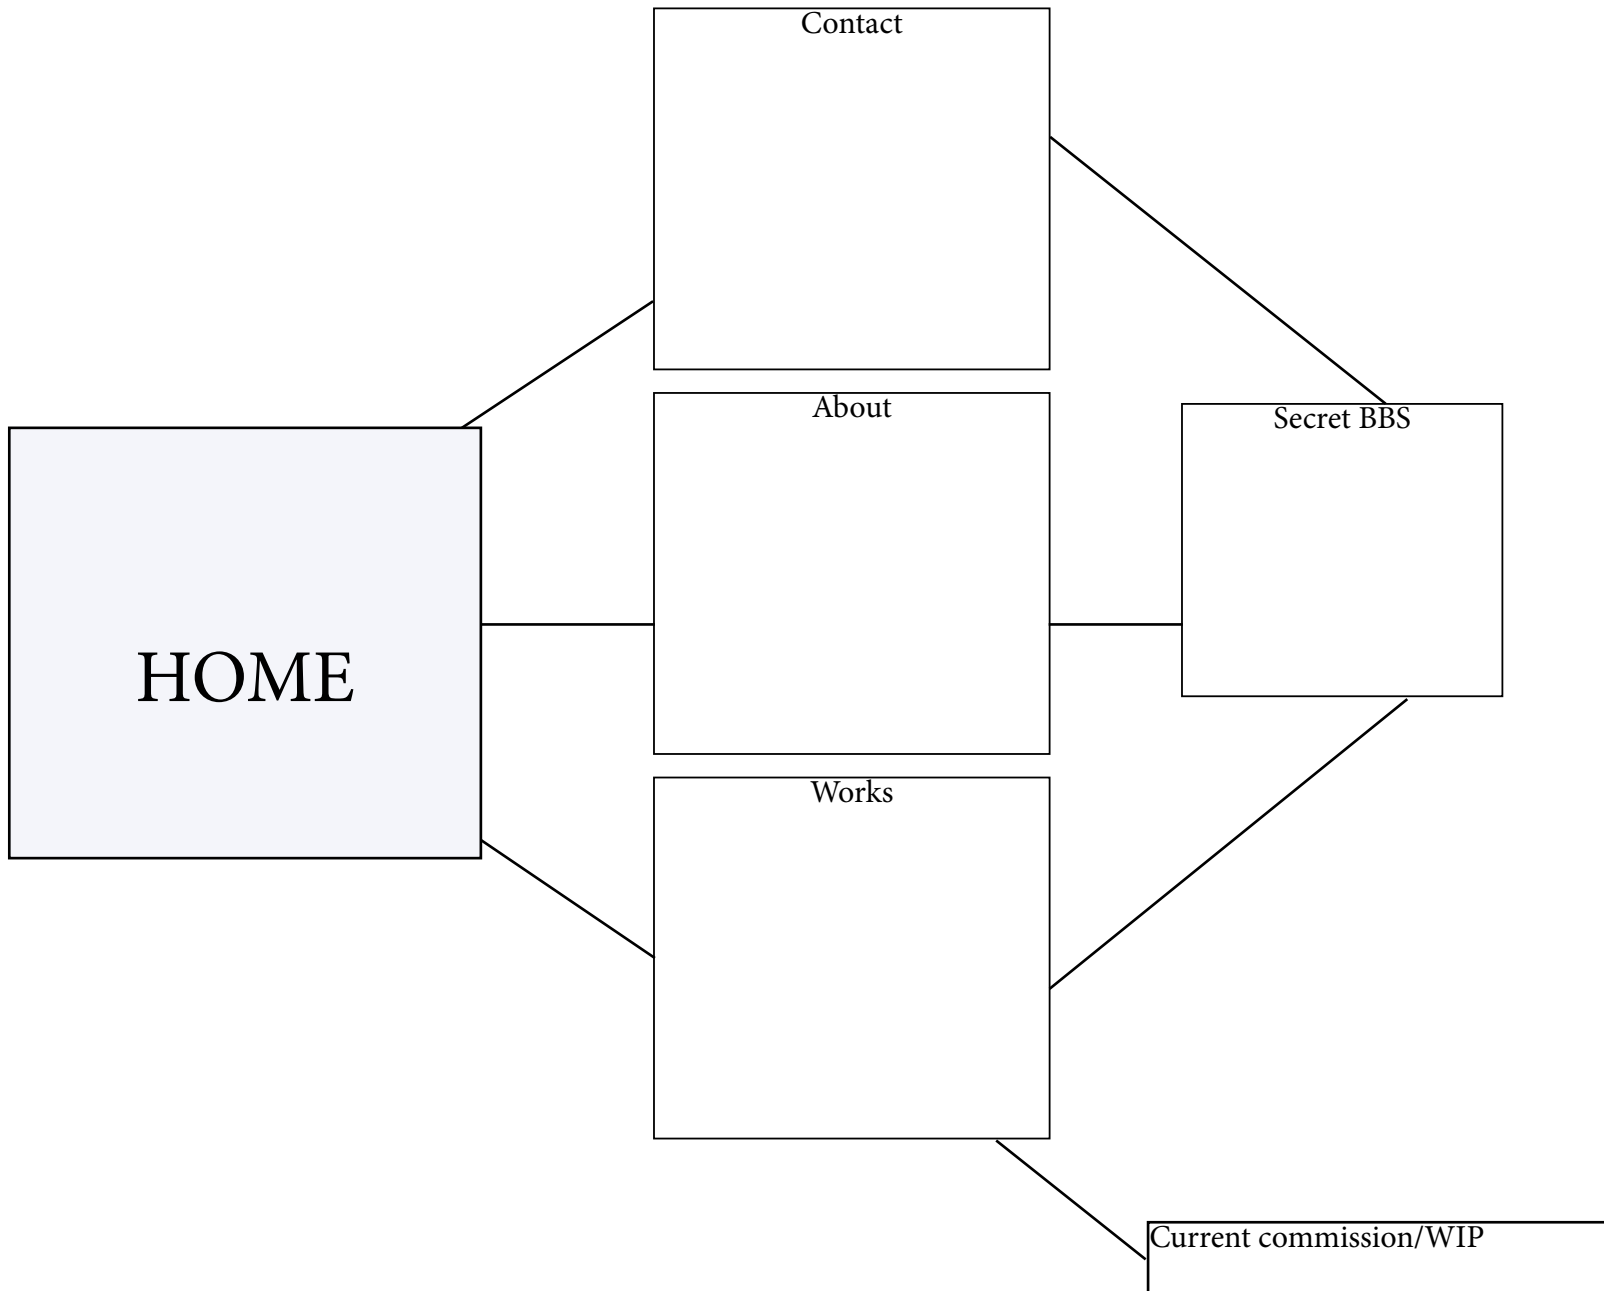 Contact
About
Secret BBS
HOME
Works
Current commission/WIP